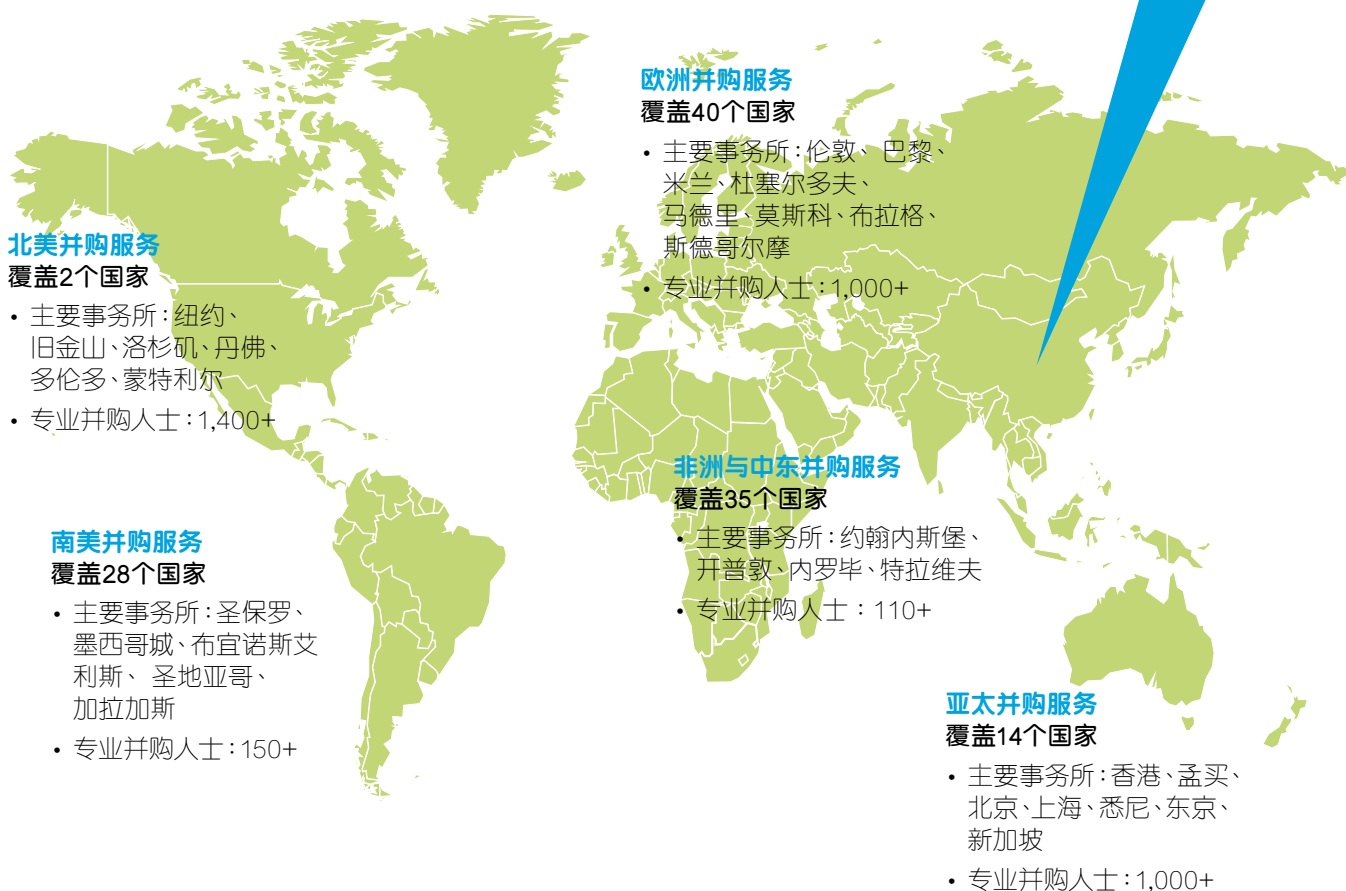 欧洲并购服务
覆盖40个国家
• 主要事务所：伦敦、 巴黎、
米兰、杜塞尔多夫、
马德里、莫斯科、布拉格、
斯德哥尔摩
• 专业并购人士：1,000+
北美并购服务
覆盖2个国家
• 主要事务所：纽约、
旧金山、洛杉矶、丹佛、
多伦多、蒙特利尔
• 专业并购人士：1,400+
非洲与中东并购服务
覆盖35个国家
• 主要事务所：约翰内斯堡、
开普敦、内罗毕、特拉维夫
• 专业并购人士：110+
南美并购服务
覆盖28个国家
• 主要事务所：圣保罗、
墨西哥城、布宜诺斯艾
利斯、 圣地亚哥、
加拉加斯
• 专业并购人士：150+
亚太并购服务
覆盖14个国家
• 主要事务所：香港、孟买、
北京、上海、悉尼、东京、
新加坡
• 专业并购人士：1,000+